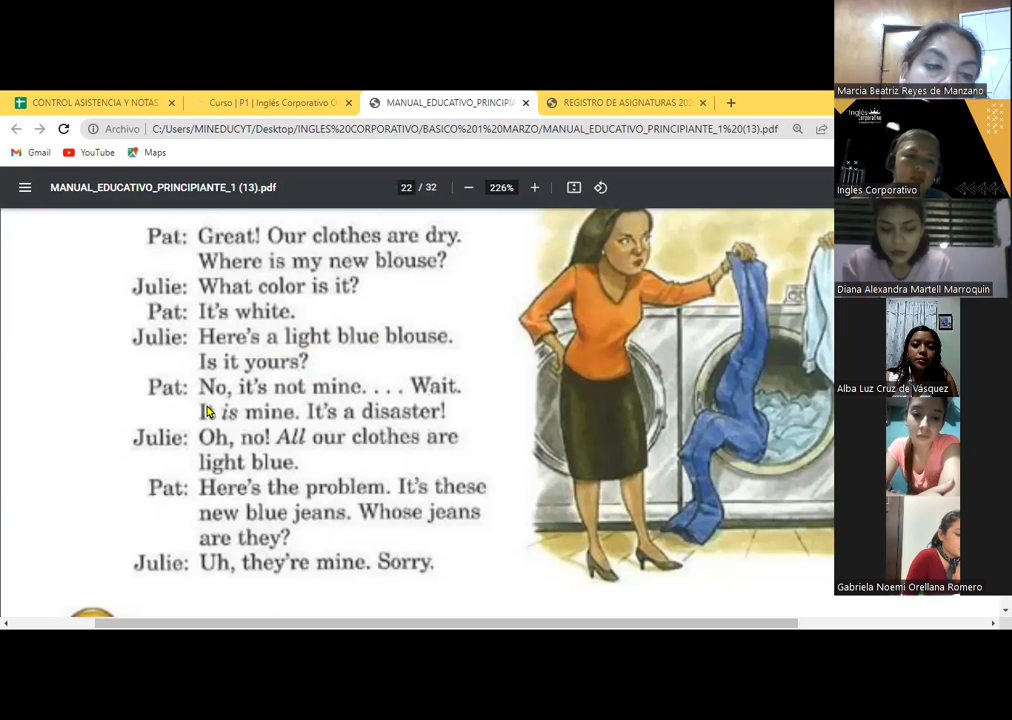 CONTROL ASISTENCIA Y NOTAS
Curso | P1 | Inglés Corporativo
MANUAL_EDUCATIVO_PRINCIPI
REGISTRO DE ASIGNATURAS 202
Archivo C:/Users/MINEDUCYT/Desktop/INGLES%20CORPORATIVO/BASICO%201%20MARZO/MANUAL_EDUCATIVO_PRINCIPIANTE_1%20(13).pdf
Gmail YouTube Maps
MANUAL_EDUCATIVO_PRINCIPIANTE_1 (13).pdf 22 / 32 226%
Pat: Great! Our clothes are dry.
Where is my new blouse?
Julie: What color is it?
Pat: It's white.
Julie: Here's a light blue blouse.
Is it yours?
Pat: No, it's not mine. . . . Wait.
It is mine. It's a disaster!
Julie: Oh, no! All our clothes are
light blue.
Pat: Here's the problem. It's these
new blue jeans. Whose jeans
are they?
Julie: Uh, they're mine. Sorry.
Marcia Beatriz Reyes de Manzano
Inglés corporativo
Ingles Corporativo
Diana Alexandra Martell Marroquin
Alba Luz Cruz de Vásquez
Gabriela Noemi Orellana Romero